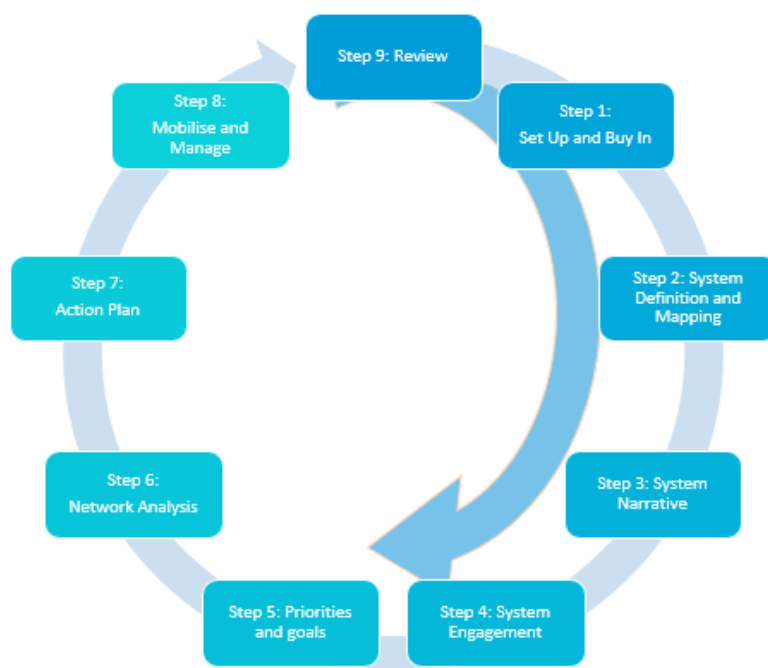 Step 9: Review
Step 1:
Set Up and Buy In
Step 2: System
Definition and
Mapping
Step 3: System
Narrative
Step 4: System
Engagement
Step 5: Priorities
and goals
Step 6:
Network Analysis
Step 7:
Action Plan
Step 8:
Mobilise and
Manage